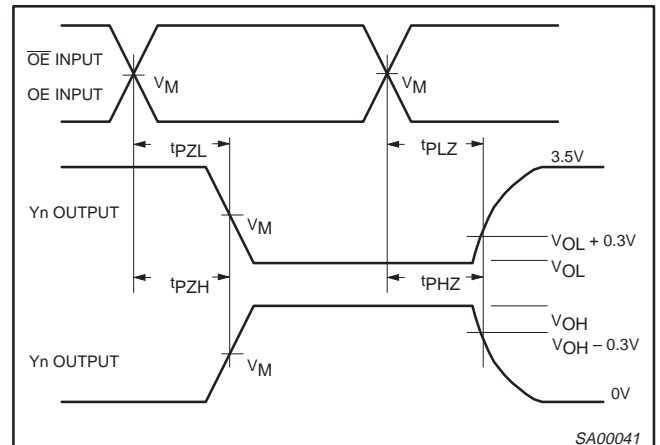 OE INPUT
OE INPUT
VM
VM
tPZL
tPLZ
3.5V
Yn OUTPUT
VM
VOL + 0.3V
VOL
tPZH
tPHZ
VOH
VOH – 0.3V
Yn OUTPUT
VM
0V
SA00041